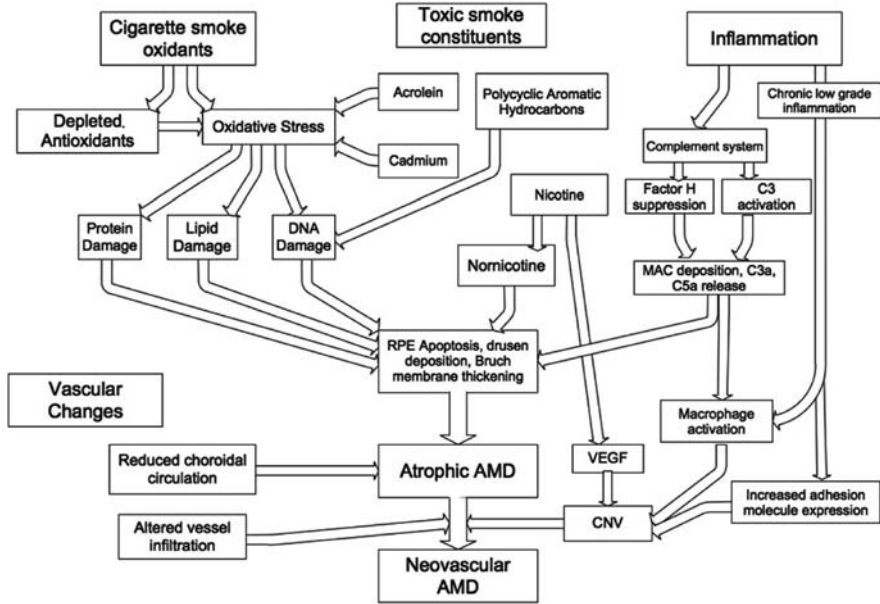 Cigarette smoke
oxidants
Toxic smoke
constituents
Inflammation
Depleted.
Antioxidants
Oxidative Stress
Acrolein
Cadmium
Polycyclic Aromatic
Hydrocarbons
Chronic low grade
inflammation
Complement system
Factor H
suppression
C3
activation
Protein
Damage
Lipid
Damage
DNA
Damage
Nicotine
Nornicotine
MAC deposition, C3a,
C5a release
RPE Apoptosis, drusen
deposition, Bruch
membrane thickening
Vascular
Changes
Macrophage
activation
Reduced choroidal
circulation
Atrophic AMD
VEGF
Increased adhesion
molecule expression
Altered vessel
infiltration
CNV
Neovascular
AMD